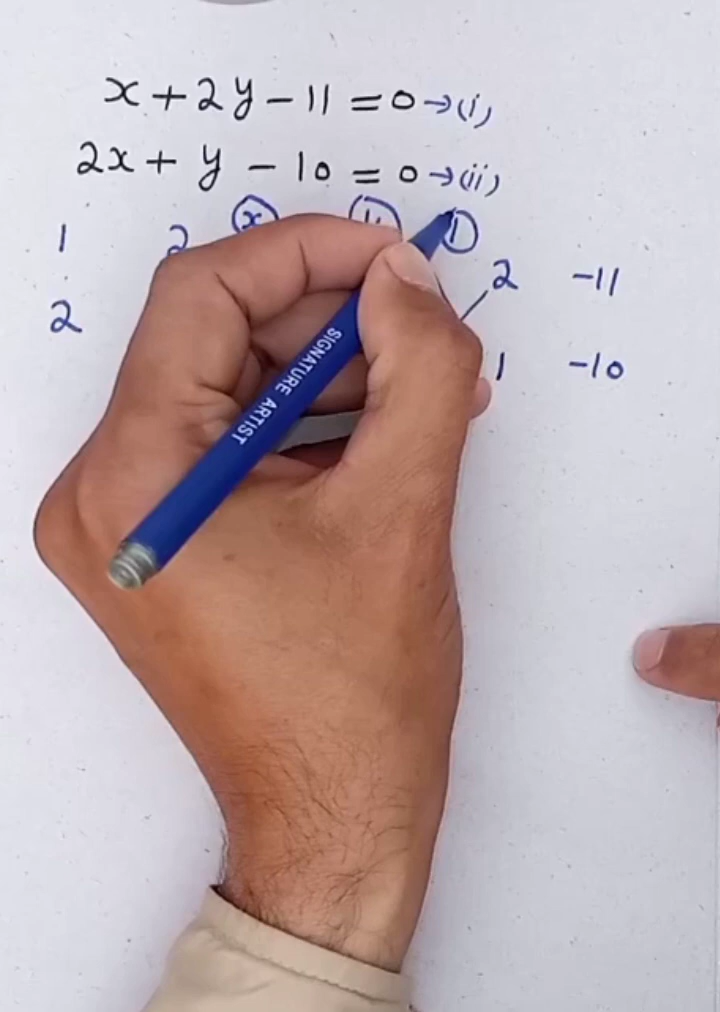 x + 2y - 11 = 0 → (i)
2x + y - 10 = 0 → (ii)
1 2 x 1
2 -11
2
1 -10
SIGNATURE ARTIST